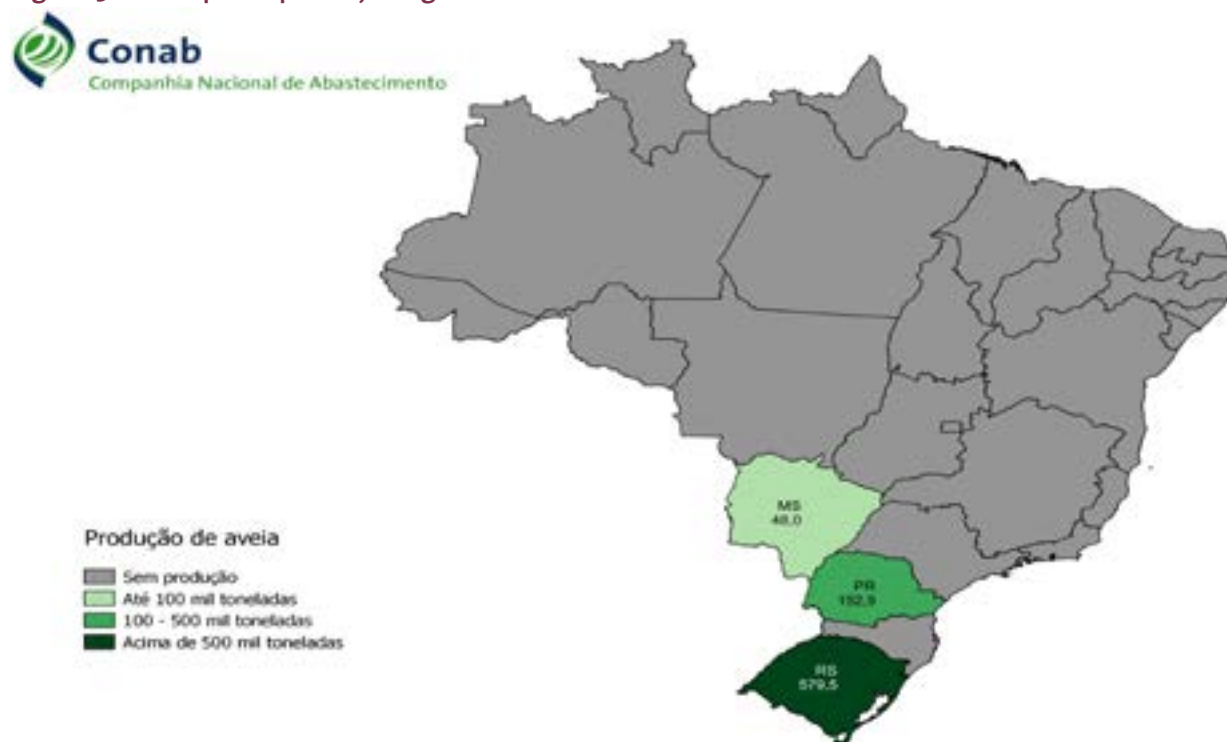 Conab
Companhia Nacional de Abastecimento
MS
48,0
PR
192,9
RS
579,5
Produção de aveia
Sem produção
Até 100 mil toneladas
100 - 500 mil toneladas
Acima de 500 mil toneladas